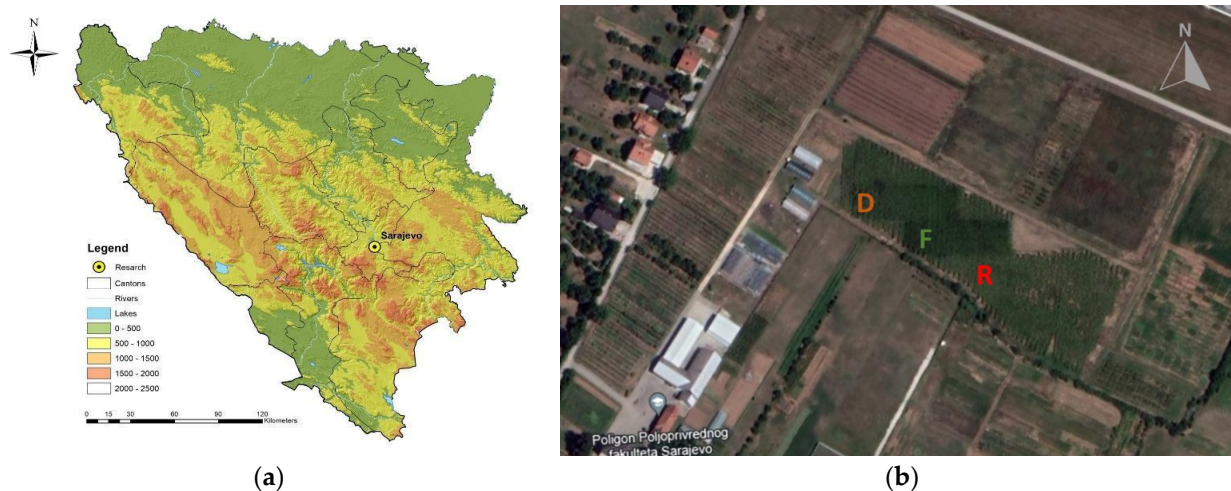 N
Sarajevo
Legend
Resarch
Cantons
Rivers
Lakes
0 - 500
500 - 1000
1000 - 1500
1500 - 2000
2000 - 2500
0 15 30 60 90 120
Kilometers
(a)
N
D
F
R
Poligon Poljoprivrednog
fakulteta Sarajevo
(b)